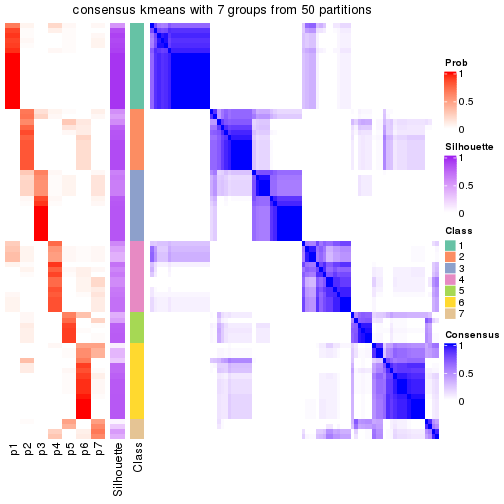 consensus kmeans with 7 groups from 50 partitions
Prob
1
0.5
0
Silhouette
1
0.5
0
Class
1
2
3
4
5
6
7
Consensus
1
0.5
0
p1 p2 p3 p4 p5 p6 p7 Silhouette Class